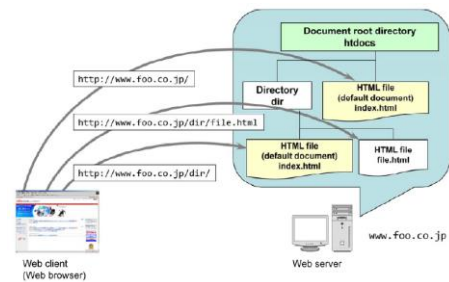 Document root directory
htdocs
http://www.foo.co.jp/
Directory
dir
HTML file
(default document)
index.html
http://www.foo.co.jp/dir/file.html
HTML file
(default document)
index.html
HTML file
file.html
http://www.foo.co.jp/dir/
www.foo.co.jp
Web client
(Web browser)
Web server